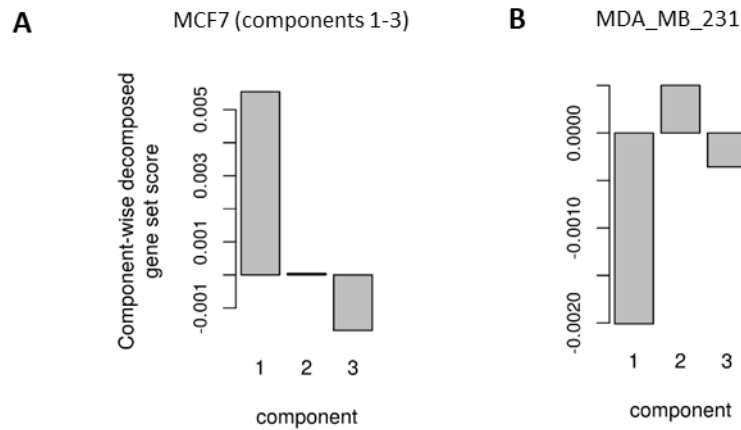 A
MCF7 (components 1-3)
Component-wise decomposed
gene set score
0.005
0.003
0.001
-0.001
1 2 3
component
B
MDA_MB_231
0.0000
-0.0010
-0.0020
1 2 3
component